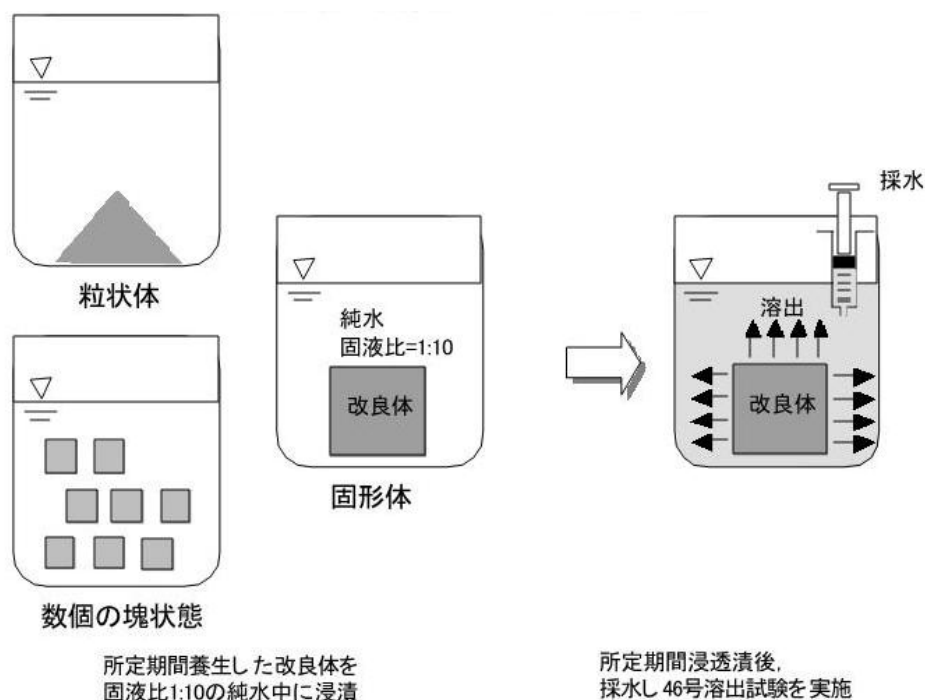 粒状体
数個の塊状態
純水
固液比=1:10
改良体
固形体
採水
溶出
改良体
所定期間養生した改良体を
固液比1:10の純水中に浸漬
所定期間浸透漬後,
採水し46号溶出試験を実施